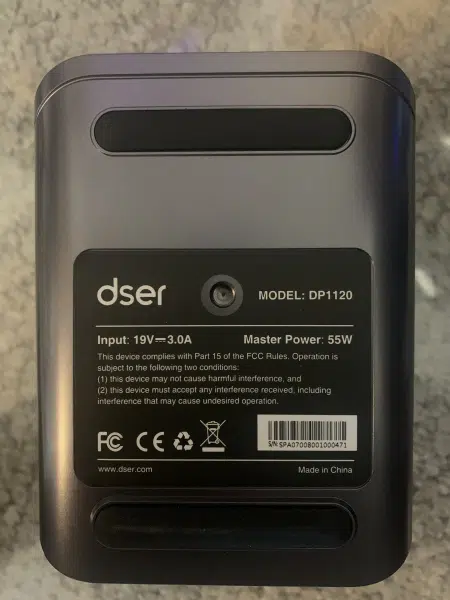 dser
MODEL: DP1120
Input: 19V⎓3.0A
Master Power: 55W
This device complies with Part 15 of the FCC Rules. Operation is
subject to the following two conditions:
(1) this device may not cause harmful interference, and
(2) this device must accept any interference received, including
interference that may cause undesired operation.
FC CE
S/N:SPA07008001000471
www.dser.com
Made in China